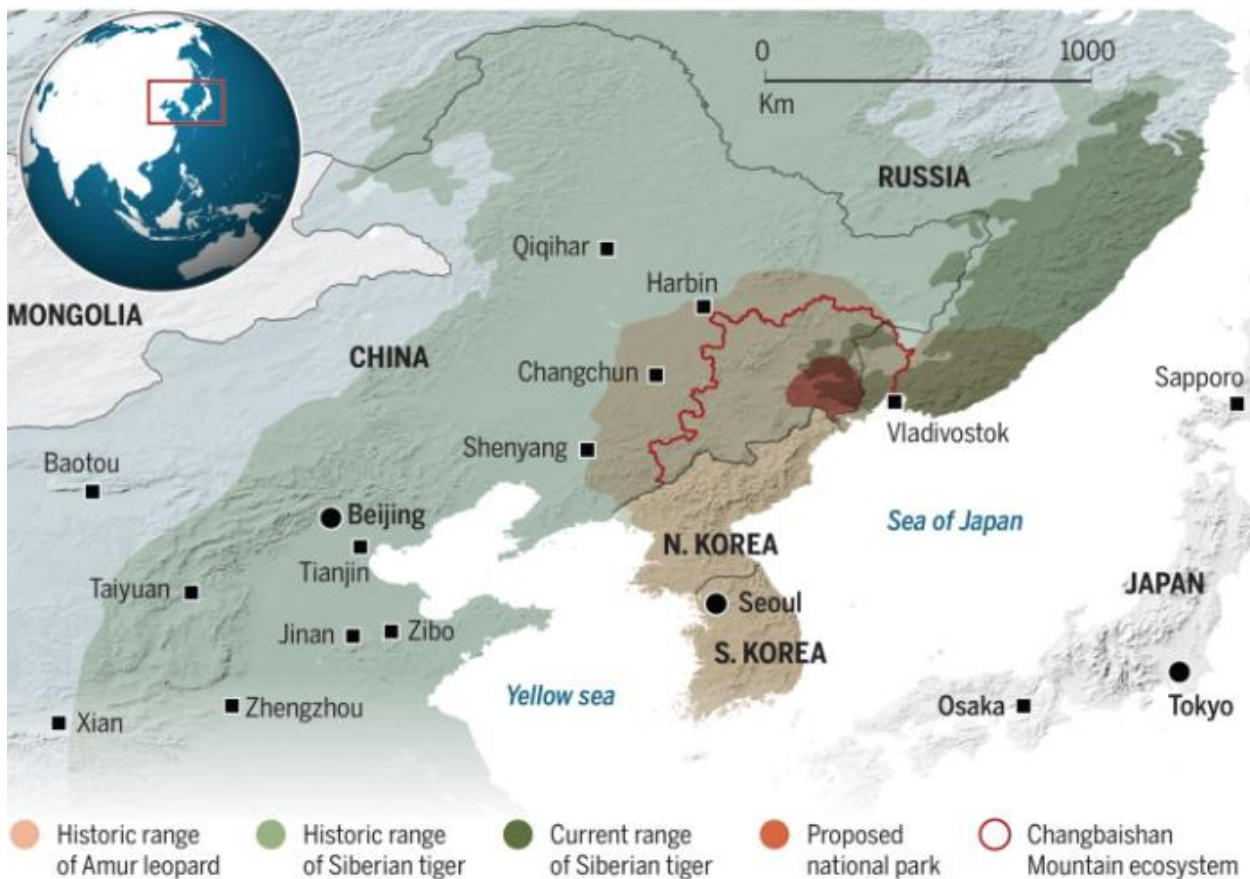 0
1000
Km
RUSSIA
Qiqihar
Harbin
MONGOLIA
CHINA
Changchun
Sapporo
Vladivostok
Shenyang
Baotou
Beijing
Sea of Japan
Tianjin
N. KOREA
Taiyuan
JAPAN
Seoul
Jinan
Zibo
S. KOREA
Yellow sea
Zhengzhou
Osaka
Tokyo
Xian
Historic range
of Amur leopard
Historic range
of Siberian tiger
Current range
of Siberian tiger
Proposed
national park
Changbaishan
Mountain ecosystem